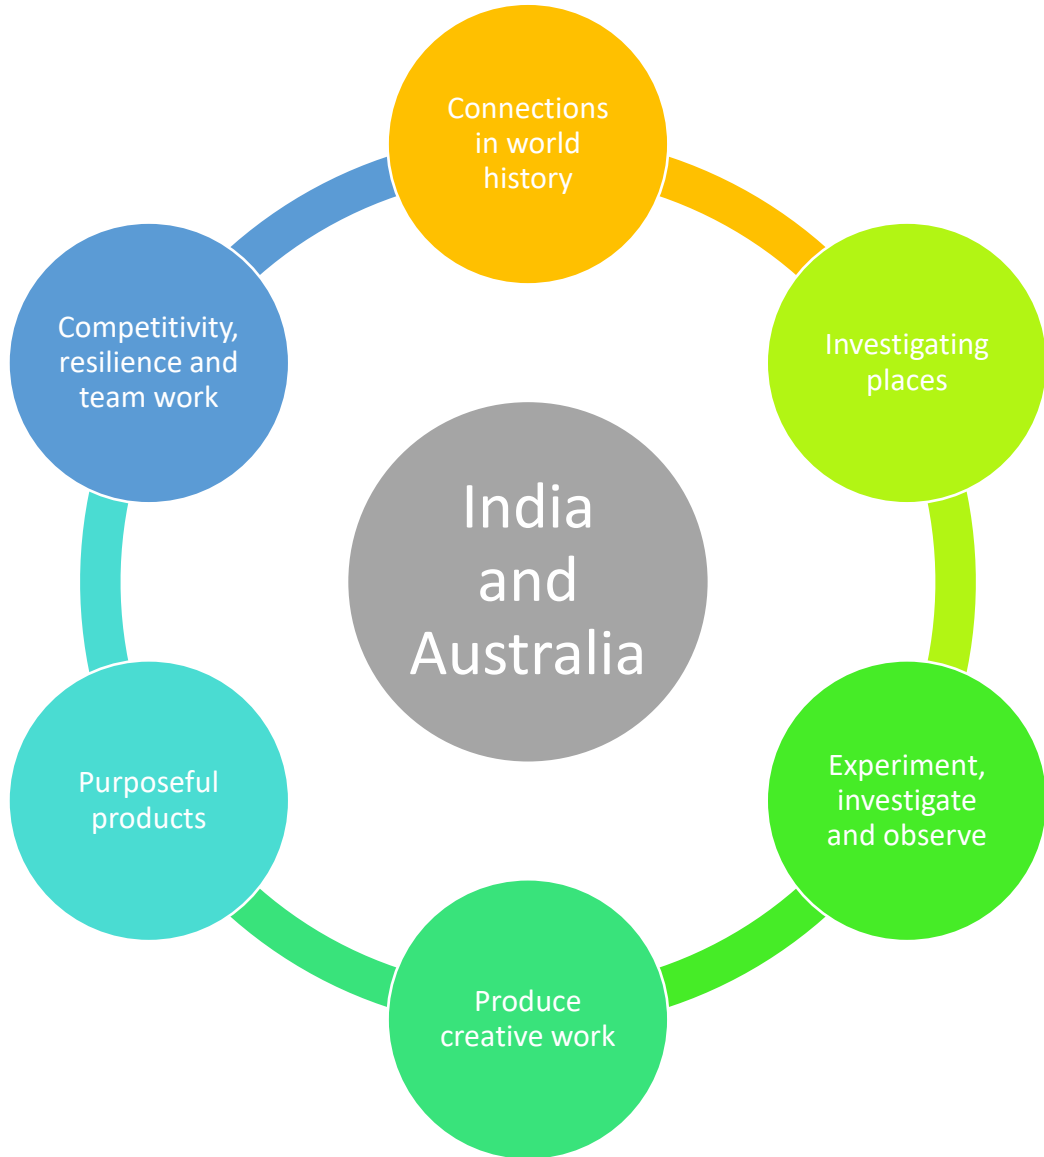 Connections
in world
history
Investigating
places
Experiment,
investigate
and observe
Produce
creative work
Purposeful
products
Competitivity,
resilience and
team work
India
and
Australia